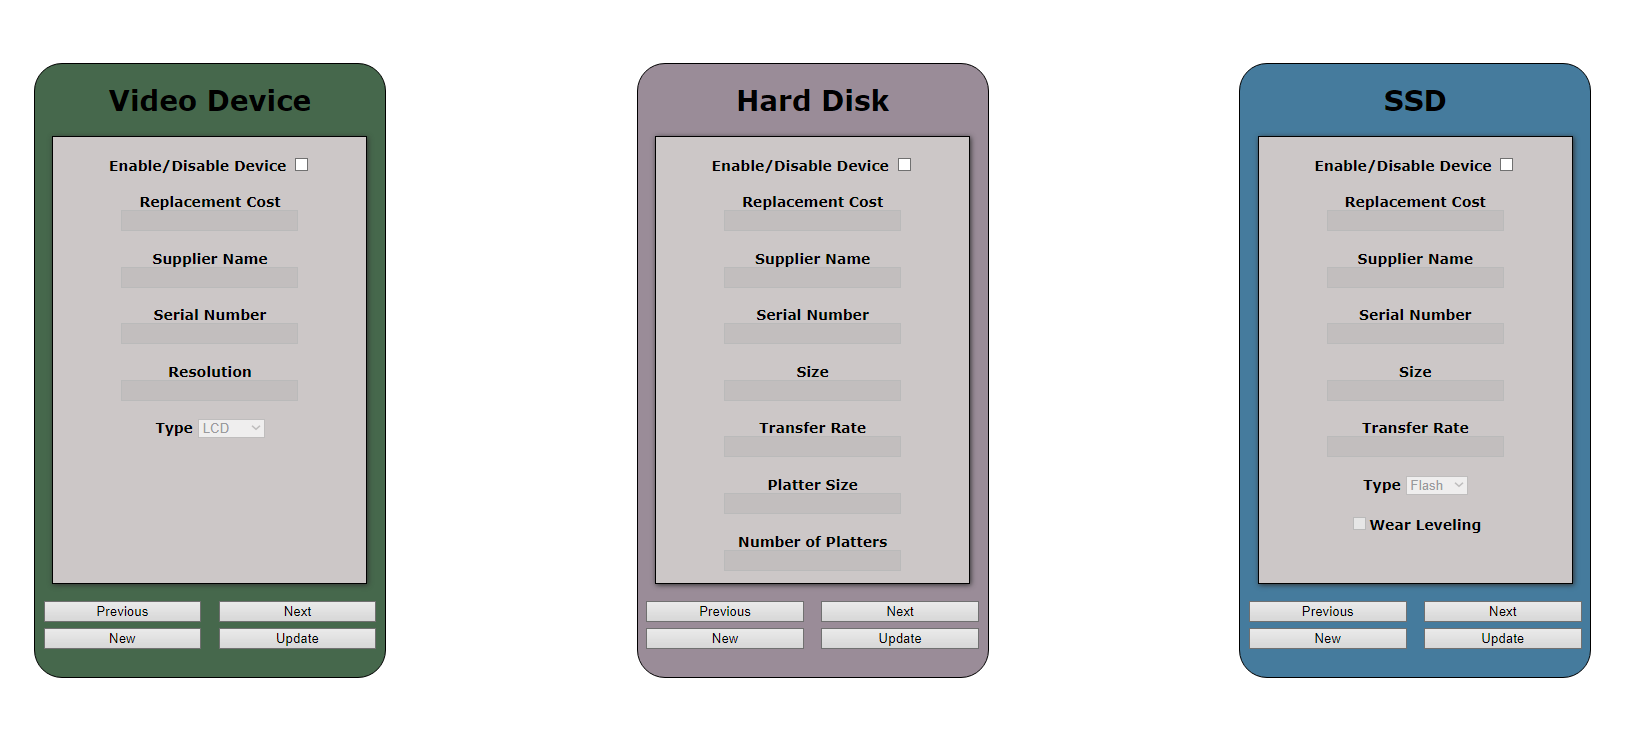 Video Device
Enable/Disable Device
Replacement Cost
Supplier Name
Serial Number
Resolution
Type LCD
Previous Next
New Update
Hard Disk
Enable/Disable Device
Replacement Cost
Supplier Name
Serial Number
Size
Transfer Rate
Platter Size
Number of Platters
Previous Next
New Update
SSD
Enable/Disable Device
Replacement Cost
Supplier Name
Serial Number
Size
Transfer Rate
Type Flash
Wear Leveling
Previous Next
New Update